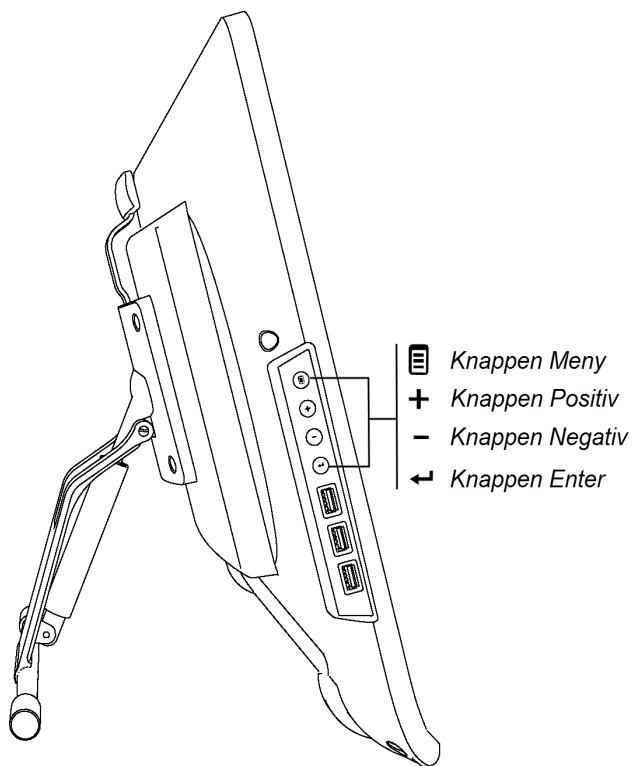 Knappen Meny
+ Knappen Positiv
- Knappen Negativ
Knappen Enter